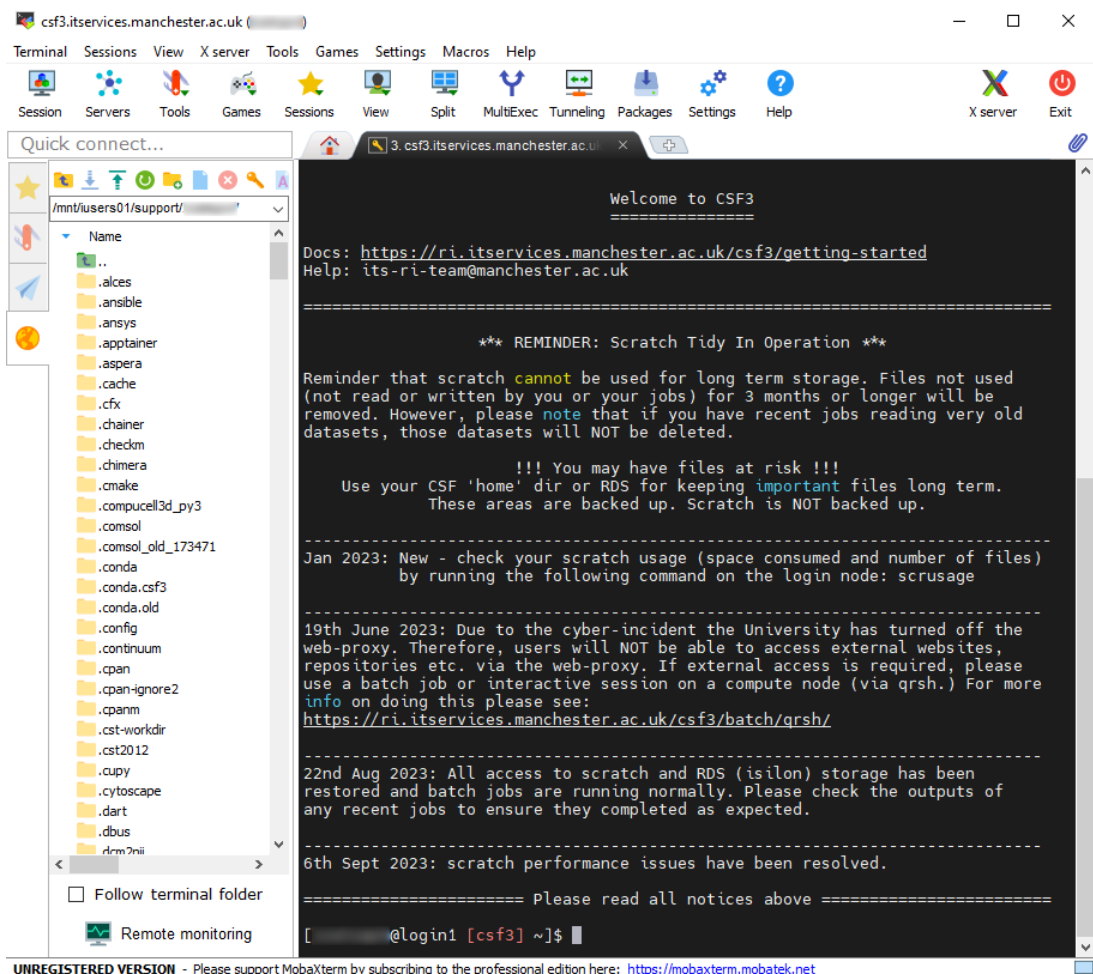 csf3.itservices.manchester.ac.uk ( )
Terminal Sessions View X server Tools Games Settings Macros Help
Session Servers Tools Games Sessions View Split MultiExec Tunneling Packages Settings Help X server Exit
Quick connect...
3. csf3.itservices.manchester.ac.u
/mnt/iusers01/support/
Name
..
.alces
.ansible
.ansys
.apptainer
.aspera
.cache
.cfx
.chainer
.checkm
.chimera
.cmake
.compucell3d_py3
.comsol
.comsol_old_173471
.conda
.conda.csf3
.conda.old
.config
.continuum
.cpan
.cpan-ignore2
.cpanm
.cst-workdir
.cst2012
.cupy
.cytoscape
.dart
.dbus
.dcm2nii
Follow terminal folder
Remote monitoring
Welcome to CSF3
===============
Docs: https://ri.itservices.manchester.ac.uk/csf3/getting-started
Help: its-ri-team@manchester.ac.uk
==============================================================================
*** REMINDER: Scratch Tidy In Operation ***
Reminder that scratch cannot be used for long term storage. Files not used
(not read or written by you or your jobs) for 3 months or longer will be
removed. However, please note that if you have recent jobs reading very old
datasets, those datasets will NOT be deleted.
!!! You may have files at risk !!!
Use your CSF 'home' dir or RDS for keeping important files long term.
These areas are backed up. Scratch is NOT backed up.
------------------------------------------------------------------------------
Jan 2023: New - check your scratch usage (space consumed and number of files)
by running the following command on the login node: scrusage
-----------------------------------------------------------------------------
19th June 2023: Due to the cyber-incident the University has turned off the
web-proxy. Therefore, users will NOT be able to access external websites,
repositories etc. via the web-proxy. If external access is required, please
use a batch job or interactive session on a compute node (via qrsh.) For more
info on doing this please see:
https://ri.itservices.manchester.ac.uk/csf3/batch/qrsh/
-----------------------------------------------------------------------------
22nd Aug 2023: All access to scratch and RDS (isilon) storage has been
restored and batch jobs are running normally. Please check the outputs of
any recent jobs to ensure they completed as expected.
-----------------------------------------------------------------------------
6th Sept 2023: scratch performance issues have been resolved.
======================= Please read all notices above ========================
[ @login1 [csf3] ~]$
UNREGISTERED VERSION - Please support MobaXterm by subscribing to the professional edition here: https://mobaxterm.mobatek.net